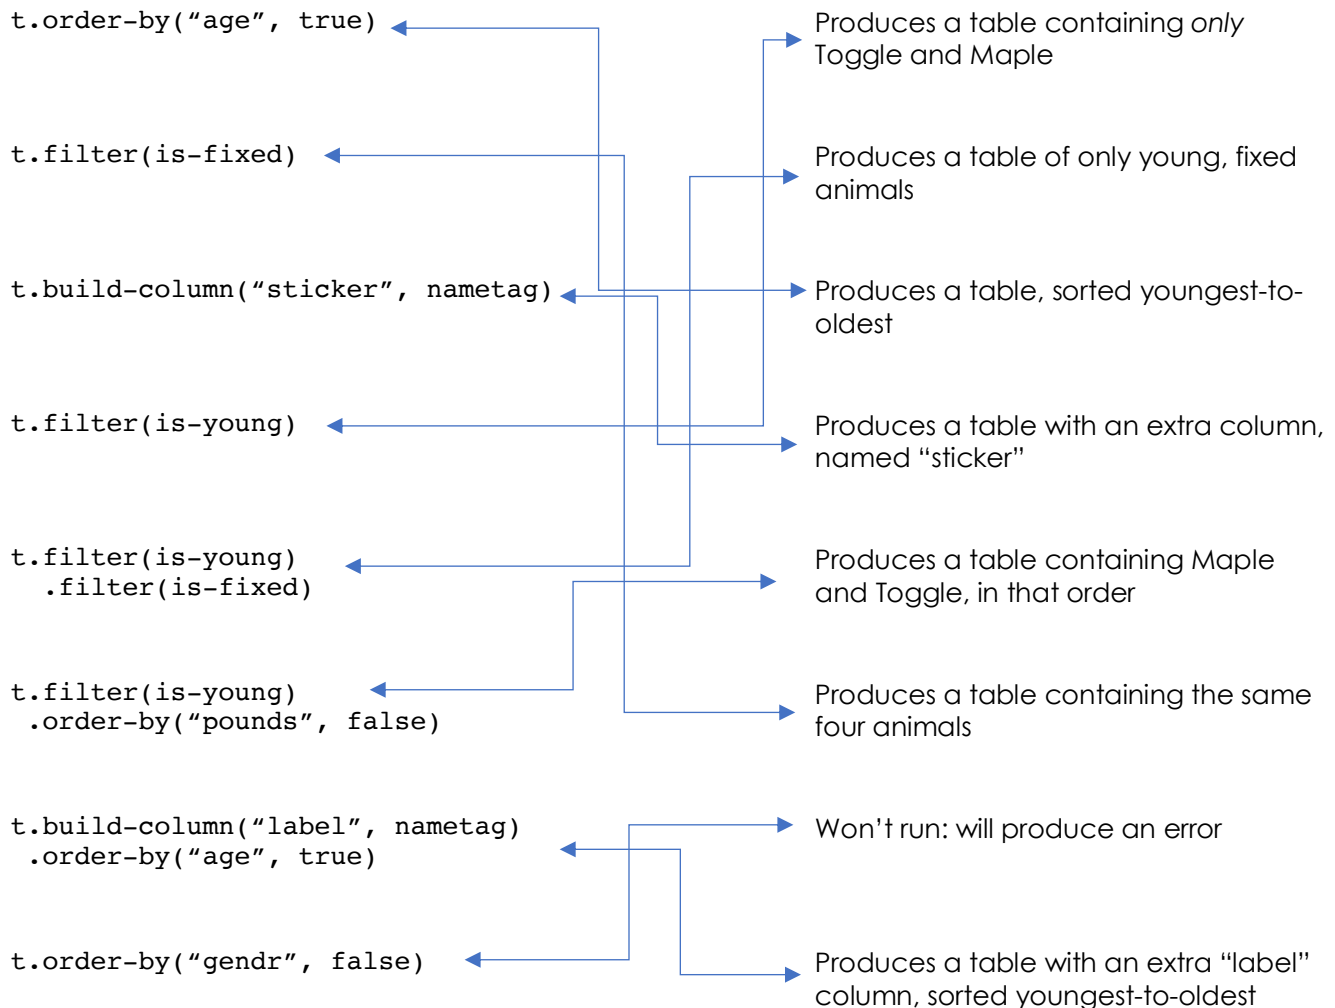 t.order-by(“age”, true)
Produces a table containing only
Toggle and Maple
t.filter(is-fixed)
Produces a table of only young, fixed
animals
t.build-column(“sticker”, nametag)
Produces a table, sorted youngest-to-
oldest
t.filter(is-young)
Produces a table with an extra column,
named “sticker”
t.filter(is-young)
.filter(is-fixed)
Produces a table containing Maple
and Toggle, in that order
t.filter(is-young)
.order-by(“pounds”, false)
Produces a table containing the same
four animals
t.build-column(“label”, nametag)
.order-by(“age”, true)
Won’t run: will produce an error
t.order-by(“gendr”, false)
Produces a table with an extra “label”
column, sorted youngest-to-oldest